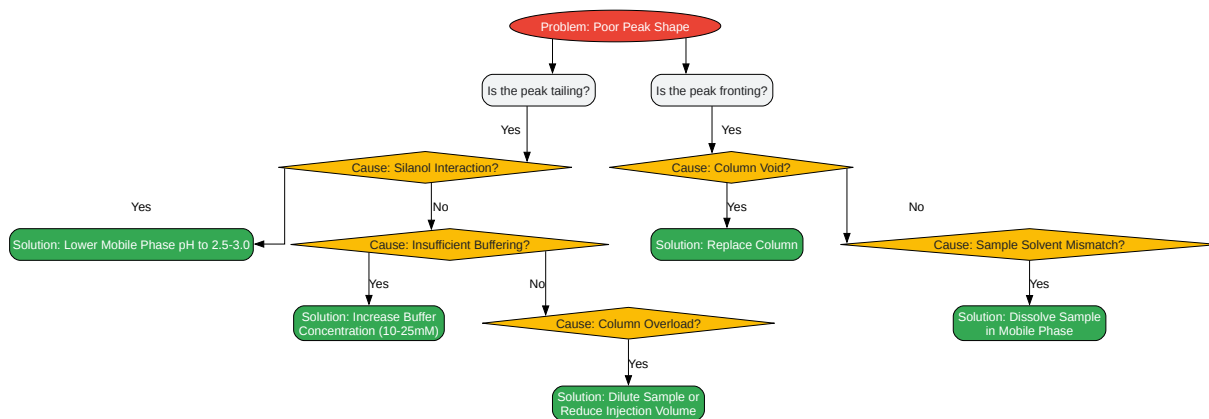 Problem: Poor Peak Shape
Is the peak tailing?
Is the peak fronting?
Yes
Yes
Cause: Silanol Interaction?
Cause: Column Void?
Yes
No
Yes
No
Solution: Lower Mobile Phase pH to 2.5-3.0
Cause: Insufficient Buffering?
Solution: Replace Column
Cause: Sample Solvent Mismatch?
Yes
No
Yes
Solution: Increase Buffer
Concentration (10-25mM)
Cause: Column Overload?
Solution: Dissolve Sample
in Mobile Phase
Yes
Solution: Dilute Sample or
Reduce Injection Volume